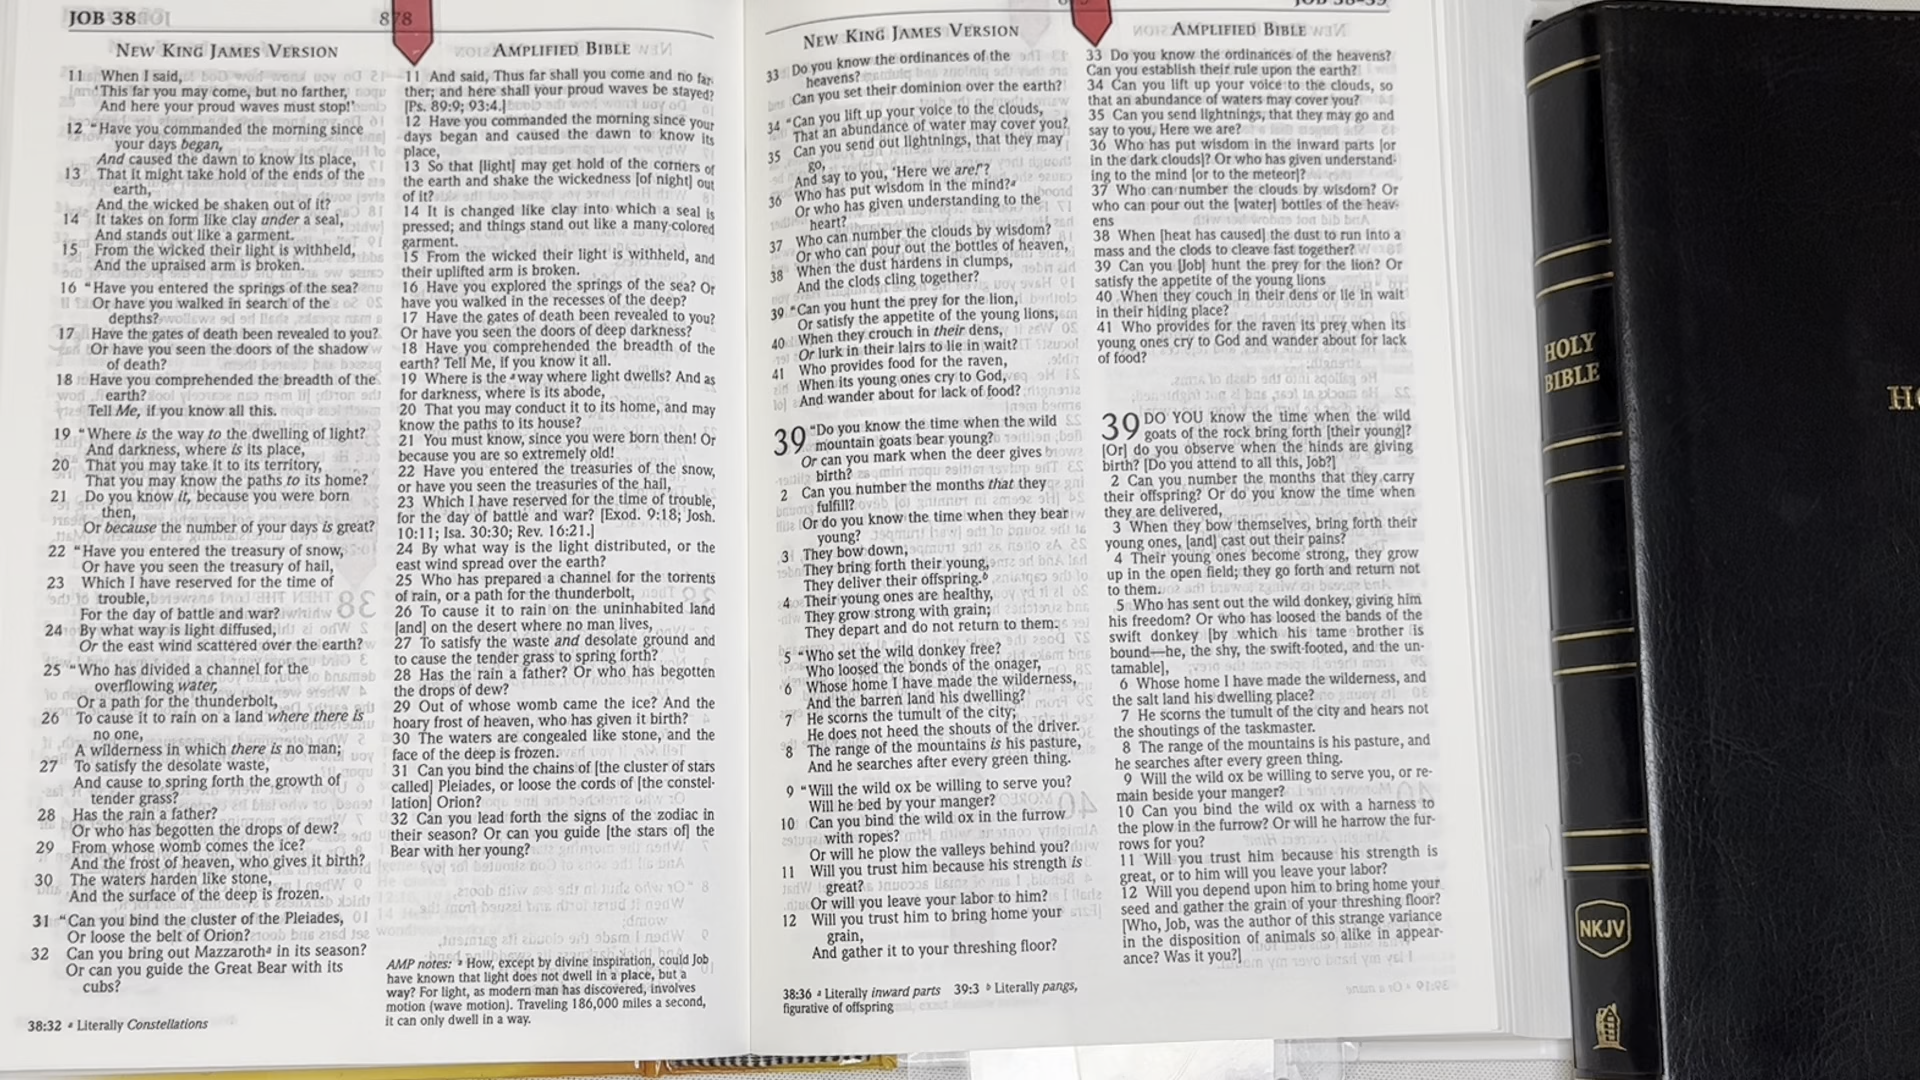 JOB 38
878
NEW KING JAMES VERSION
11 When I said,
'This far you may come, but no farther,
And here your proud waves must stop!'
12 "Have you commanded the morning since
your days began,
And caused the dawn to know its place,
13 That it might take hold of the ends of the
earth,
And the wicked be shaken out of it?
14 It takes on form like clay under a seal,
And stands out like a garment.
15 From the wicked their light is withheld,
And the upraised arm is broken.
16 "Have you entered the springs of the sea?
Or have you walked in search of the
depths?
17 Have the gates of death been revealed to you?
Or have you seen the doors of the shadow
of death?
18 Have you comprehended the breadth of the
earth?
Tell Me, if you know all this.
19 "Where is the way to the dwelling of light?
And darkness, where is its place,
20 That you may take it to its territory,
That you may know the paths to its home?
21 Do you know it, because you were born
then,
Or because the number of your days is great?
22 "Have you entered the treasury of snow,
Or have you seen the treasury of hail,
23 Which I have reserved for the time of
trouble,
For the day of battle and war?
24 By what way is light diffused,
Or the east wind scattered over the earth?
25 "Who has divided a channel for the
overflowing water,
Or a path for the thunderbolt,
26 To cause it to rain on a land where there is
no one,
A wilderness in which there is no man;
27 To satisfy the desolate waste,
And cause to spring forth the growth of
tender grass?
28 Has the rain a father?
Or who has begotten the drops of dew?
29 From whose womb comes the ice?
And the frost of heaven, who gives it birth?
30 The waters harden like stone,
And the surface of the deep is frozen.
31 "Can you bind the cluster of the Pleiades,
Or loose the belt of Orion?
32 Can you bring out Mazzarothª in its season?
Or can you guide the Great Bear with its
cubs?
38:32 ª Literally Constellations
AMPLIFIED BIBLE
11 And said, Thus far shall you come and no far-
ther; and here shall your proud waves be stayed?
[Ps. 89:9; 93:4.]
12 Have you commanded the morning since your
days began and caused the dawn to know its
place,
13 So that [light] may get hold of the corners of
the earth and shake the wickedness [of night] out
of it?
14 It is changed like clay into which a seal is
pressed; and things stand out like a many-colored
garment.
15 From the wicked their light is withheld, and
their uplifted arm is broken.
16 Have you explored the springs of the sea? Or
have you walked in the recesses of the deep?
17 Have the gates of death been revealed to you?
Or have you seen the doors of deep darkness?
18 Have you comprehended the breadth of the
earth? Tell Me, if you know it all.
19 Where is the ªway where light dwells? And as
for darkness, where is its abode,
20 That you may conduct it to its home, and may
know the paths to its house?
21 You must know, since you were born then! Or
because you are so extremely old!
22 Have you entered the treasuries of the snow,
or have you seen the treasuries of the hail,
23 Which I have reserved for the time of trouble,
for the day of battle and war? [Exod. 9:18; Josh.
10:11; Isa. 30:30; Rev. 16:21.]
24 By what way is the light distributed, or the
east wind spread over the earth?
25 Who has prepared a channel for the torrents
of rain, or a path for the thunderbolt,
26 To cause it to rain on the uninhabited land
[and] on the desert where no man lives,
27 To satisfy the waste and desolate ground and
to cause the tender grass to spring forth?
28 Has the rain a father? Or who has begotten
the drops of dew?
29 Out of whose womb came the ice? And the
hoary frost of heaven, who has given it birth?
30 The waters are congealed like stone, and the
face of the deep is frozen.
31 Can you bind the chains of [the cluster of stars
called] Pleiades, or loose the cords of [the constel-
lation] Orion?
32 Can you lead forth the signs of the zodiac in
their season? Or can you guide [the stars of] the
Bear with her young?
AMP notes: ª How, except by divine inspiration, could Job
have known that light does not dwell in a place, but a
way? For light, as modern man has discovered, involves
motion (wave motion). Traveling 186,000 miles a second,
it can only dwell in a way.
JOB 38–39
NEW KING JAMES VERSION
33 Do you know the ordinances of the
heavens?
Can you set their dominion over the earth?
34 "Can you lift up your voice to the clouds,
That an abundance of water may cover you?
35 Can you send out lightnings, that they may
go,
And say to you, 'Here we are!'?
36 Who has put wisdom in the mind?ª
Or who has given understanding to the
heart?
37 Who can number the clouds by wisdom?
Or who can pour out the bottles of heaven,
38 When the dust hardens in clumps,
And the clods cling together?
39 "Can you hunt the prey for the lion,
Or satisfy the appetite of the young lions,
40 When they crouch in their dens,
Or lurk in their lairs to lie in wait?
41 Who provides food for the raven,
When its young ones cry to God,
And wander about for lack of food?
39 "Do you know the time when the wild
mountain goats bear young?
Or can you mark when the deer gives
birth?
2 Can you number the months that they
fulfill?
Or do you know the time when they bear
young?
3 They bow down,
They bring forth their young,
They deliver their offspring.ᵇ
4 Their young ones are healthy,
They grow strong with grain;
They depart and do not return to them.
5 "Who set the wild donkey free?
Who loosed the bonds of the onager,
6 Whose home I have made the wilderness,
And the barren land his dwelling?
7 He scorns the tumult of the city;
He does not heed the shouts of the driver.
8 The range of the mountains is his pasture,
And he searches after every green thing.
9 "Will the wild ox be willing to serve you?
Will he bed by your manger?
10 Can you bind the wild ox in the furrow
with ropes?
Or will he plow the valleys behind you?
11 Will you trust him because his strength is
great?
Or will you leave your labor to him?
12 Will you trust him to bring home your
grain,
And gather it to your threshing floor?
38:36 ª Literally inward parts 39:3 ᵇ Literally pangs,
figurative of offspring
AMPLIFIED BIBLE
33 Do you know the ordinances of the heavens?
Can you establish their rule upon the earth?
34 Can you lift up your voice to the clouds, so
that an abundance of waters may cover you?
35 Can you send lightnings, that they may go and
say to you, Here we are?
36 Who has put wisdom in the inward parts [or
in the dark clouds]? Or who has given understand-
ing to the mind [or to the meteor]?
37 Who can number the clouds by wisdom? Or
who can pour out the [water] bottles of the heav-
ens
38 When [heat has caused] the dust to run into a
mass and the clods to cleave fast together?
39 Can you [Job] hunt the prey for the lion? Or
satisfy the appetite of the young lions
40 When they couch in their dens or lie in wait
in their hiding place?
41 Who provides for the raven its prey when its
young ones cry to God and wander about for lack
of food?
39 DO YOU know the time when the wild
goats of the rock bring forth [their young]?
[Or] do you observe when the hinds are giving
birth? [Do you attend to all this, Job?]
2 Can you number the months that they carry
their offspring? Or do you know the time when
they are delivered,
3 When they bow themselves, bring forth their
young ones, [and] cast out their pains?
4 Their young ones become strong, they grow
up in the open field; they go forth and return not
to them.
5 Who has sent out the wild donkey, giving him
his freedom? Or who has loosed the bands of the
swift donkey [by which his tame brother is
bound—he, the shy, the swift-footed, and the un-
tamable],
6 Whose home I have made the wilderness, and
the salt land his dwelling place?
7 He scorns the tumult of the city and hears not
the shoutings of the taskmaster.
8 The range of the mountains is his pasture, and
he searches after every green thing.
9 Will the wild ox be willing to serve you, or re-
main beside your manger?
10 Can you bind the wild ox with a harness to
the plow in the furrow? Or will he harrow the fur-
rows for you?
11 Will you trust him because his strength is
great, or to him will you leave your labor?
12 Will you depend upon him to bring home your
seed and gather the grain of your threshing floor?
[Who, Job, was the author of this strange variance
in the disposition of animals so alike in appear-
ance? Was it you?]
HOLY
BIBLE
NKJV